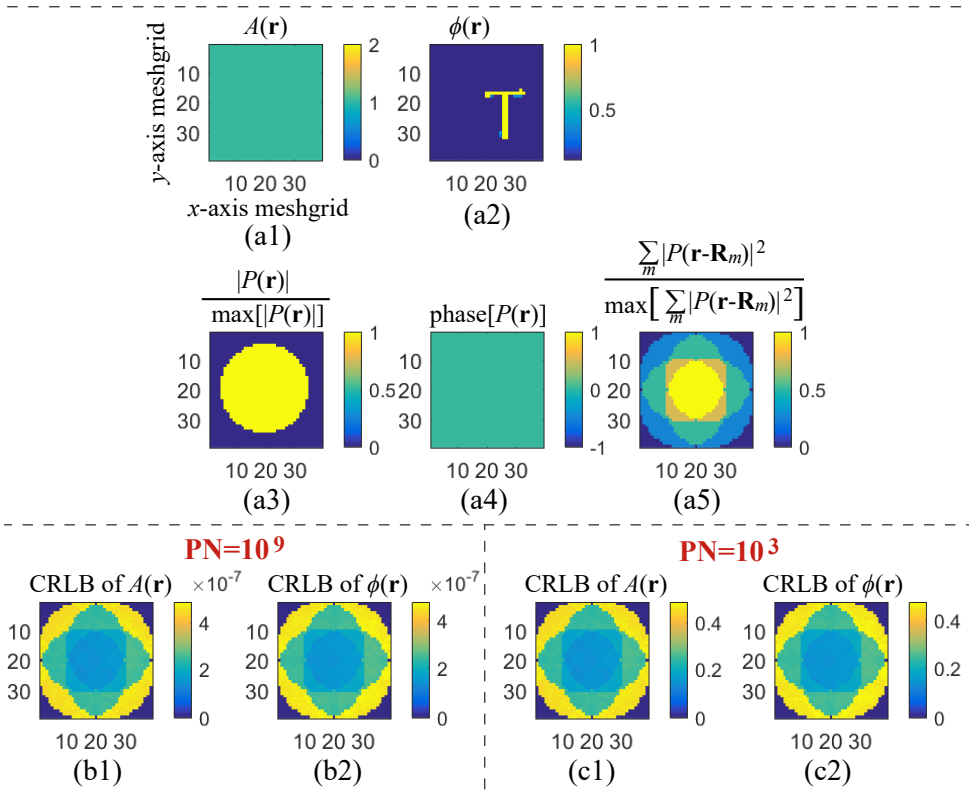 A(r)
ϕ(r)
y-axis meshgrid
10
20
30
2
1
0
1
0.5
10 20 30
10 20 30
x-axis meshgrid
(a1)
(a2)
|P(r)|
max[|P(r)|]
phase[P(r)]
∑m|P(r-Rm)|²
max[∑m|P(r-Rm)|²]
10
20
30
1
0.5
0
10
20
30
1
0
-1
10
20
30
1
0.5
0
10 20 30
10 20 30
10 20 30
(a3)
(a4)
(a5)
PN=10⁹
PN=10³
CRLB of A(r)
×10⁻⁷
CRLB of ϕ(r)
×10⁻⁷
CRLB of A(r)
CRLB of ϕ(r)
10
20
30
4
2
0
10
20
30
4
2
0
10
20
30
0.4
0.2
0
10
20
30
0.4
0.2
0
10 20 30
10 20 30
10 20 30
10 20 30
(b1)
(b2)
(c1)
(c2)